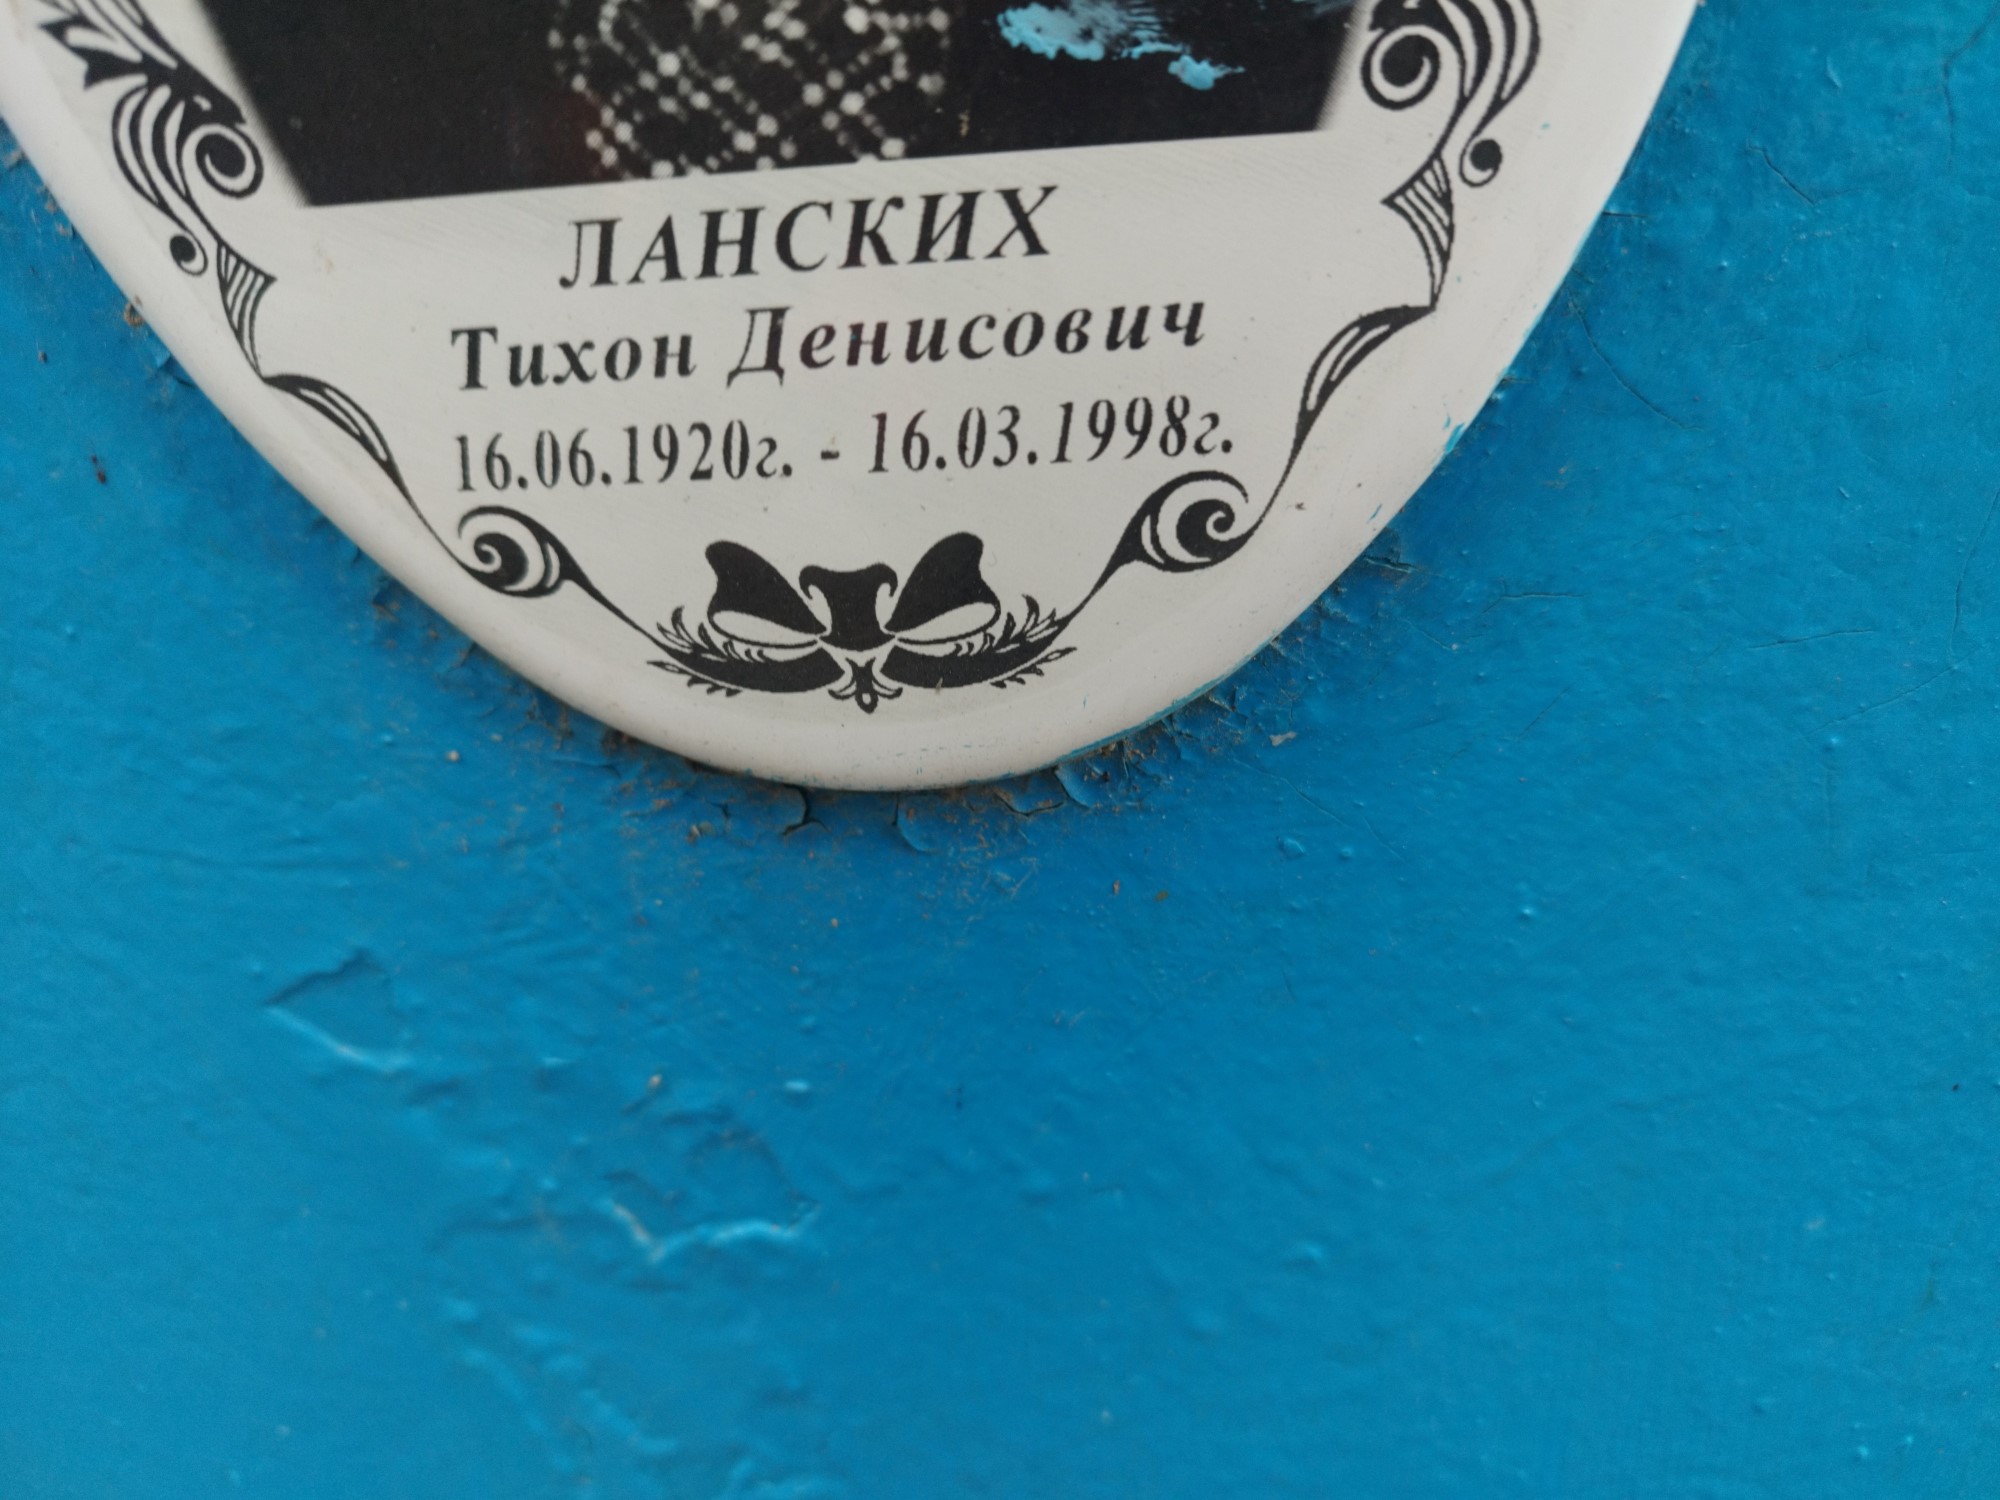 ЛАНСКИХ
Тихон Денисович
16.06.1920г. - 16.03.1998г.